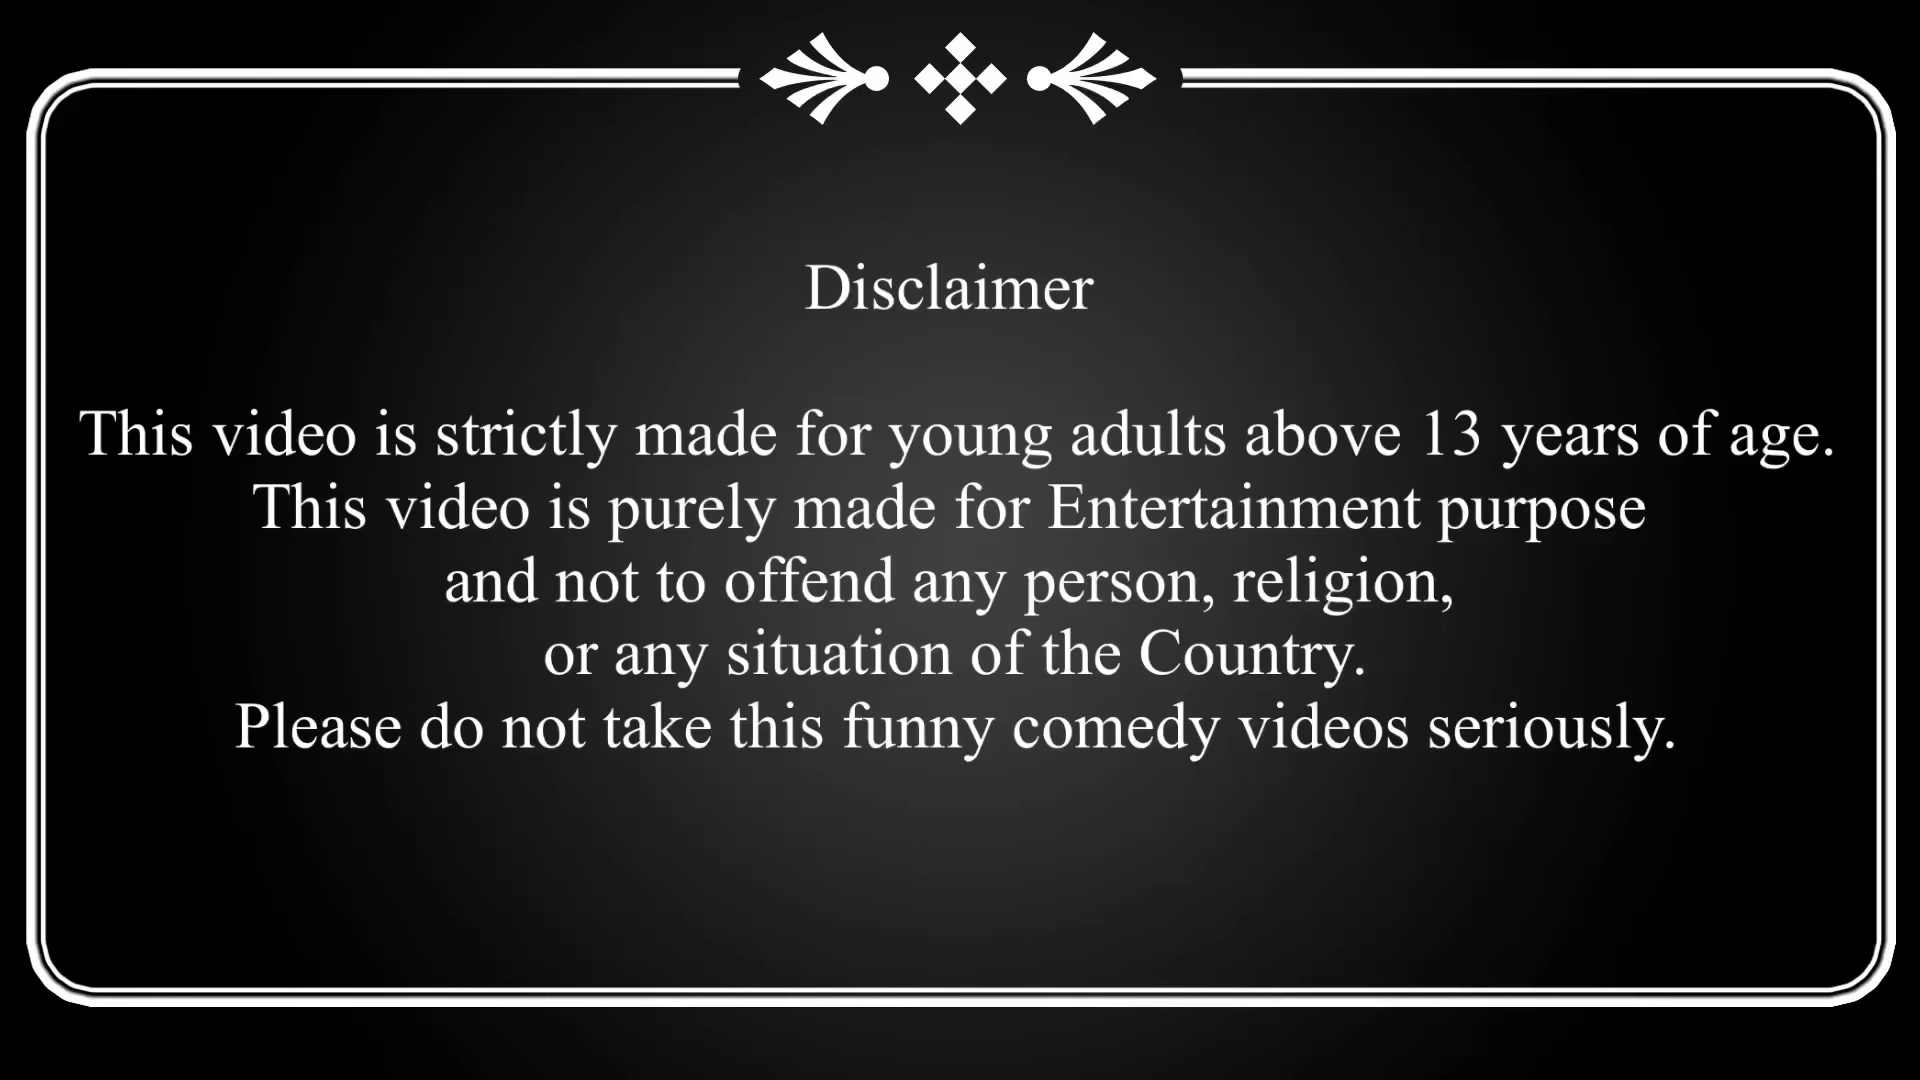 Disclaimer
This video is strictly made for young adults above 13 years of age.
This video is purely made for Entertainment purpose
and not to offend any person, religion,
or any situation of the Country.
Please do not take this funny comedy videos seriously.